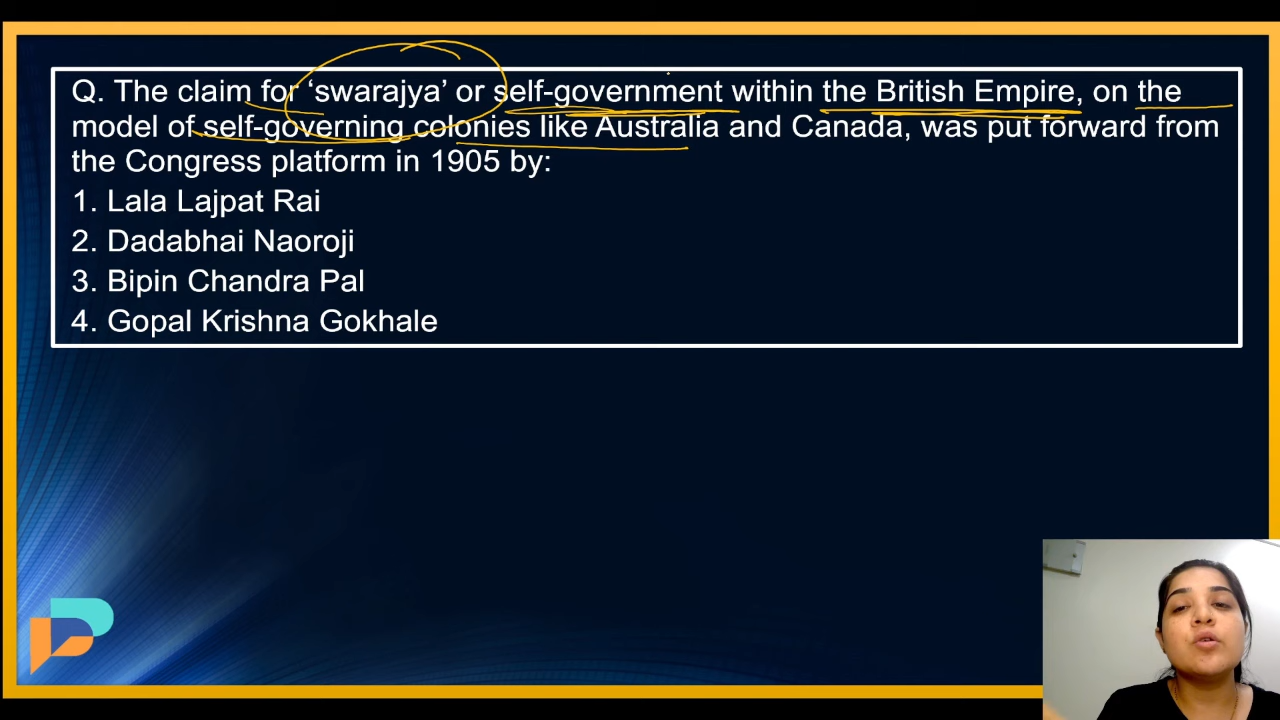 Q. The claim for ‘swarajya’ or self-government within the British Empire, on the
model of self-governing colonies like Australia and Canada, was put forward from
the Congress platform in 1905 by:
1. Lala Lajpat Rai
2. Dadabhai Naoroji
3. Bipin Chandra Pal
4. Gopal Krishna Gokhale